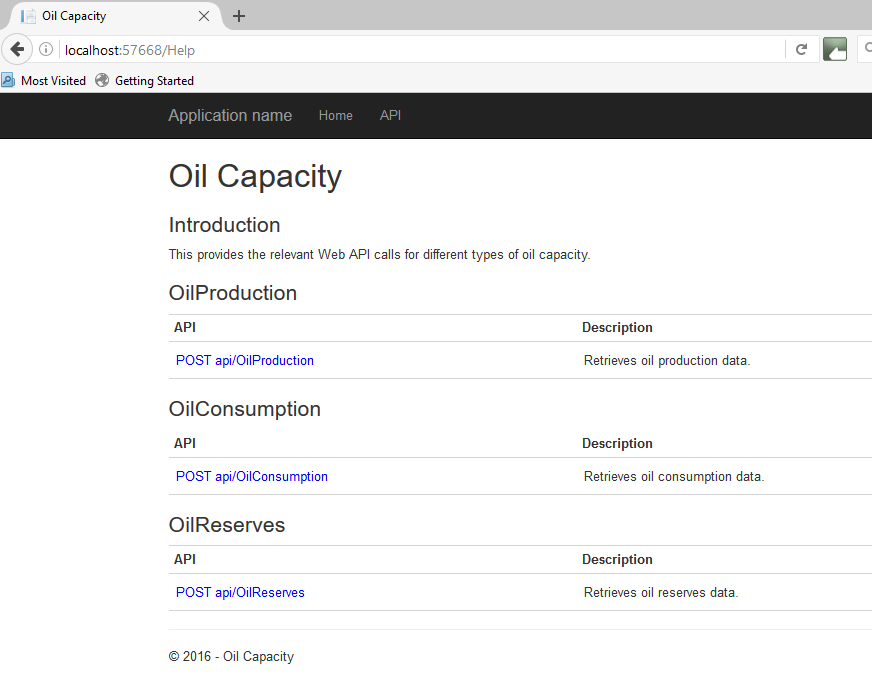 Oil Capacity
localhost:57668/Help
Most Visited Getting Started
Application name Home API
Oil Capacity
Introduction
This provides the relevant Web API calls for different types of oil capacity.
OilProduction
API Description
POST api/OilProduction Retrieves oil production data.
OilConsumption
API Description
POST api/OilConsumption Retrieves oil consumption data.
OilReserves
API Description
POST api/OilReserves Retrieves oil reserves data.
© 2016 - Oil Capacity